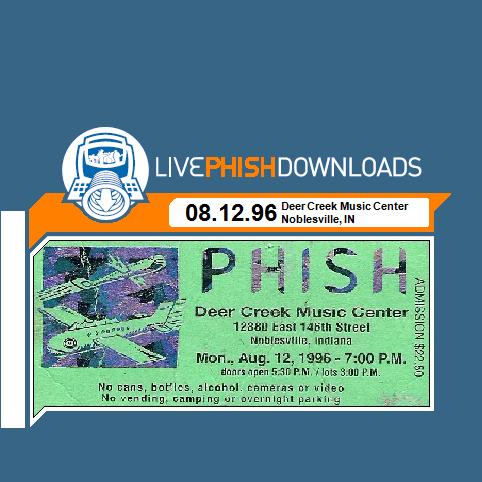 LIVEPHISHDOWNLOADS
08.12.96 Deer Creek Music Center
Noblesville, IN
PHISH
Deer Creek Music Center
12880 East 146th Street
Noblesville, Indiana
Mon., Aug. 12, 1996 - 7:00 P.M.
doors open 5:30 P.M. / lots 3:00 P.M.
No cans, bottles, alcohol, cameras or video
No vending, camping or overnight parking
ADMISSION $22.50